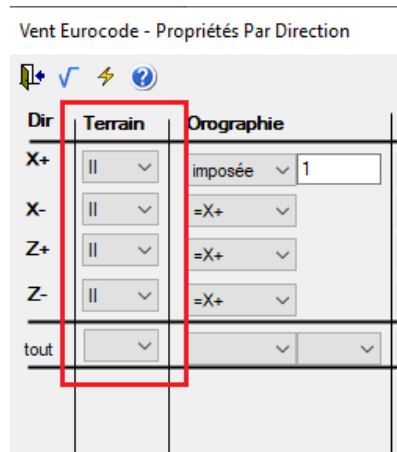 Vent Eurocode - Propriétés Par Direction
Dir Terrain Orographie
X+ II imposée 1
X- II =X+
Z+ II =X+
Z- II =X+
tout